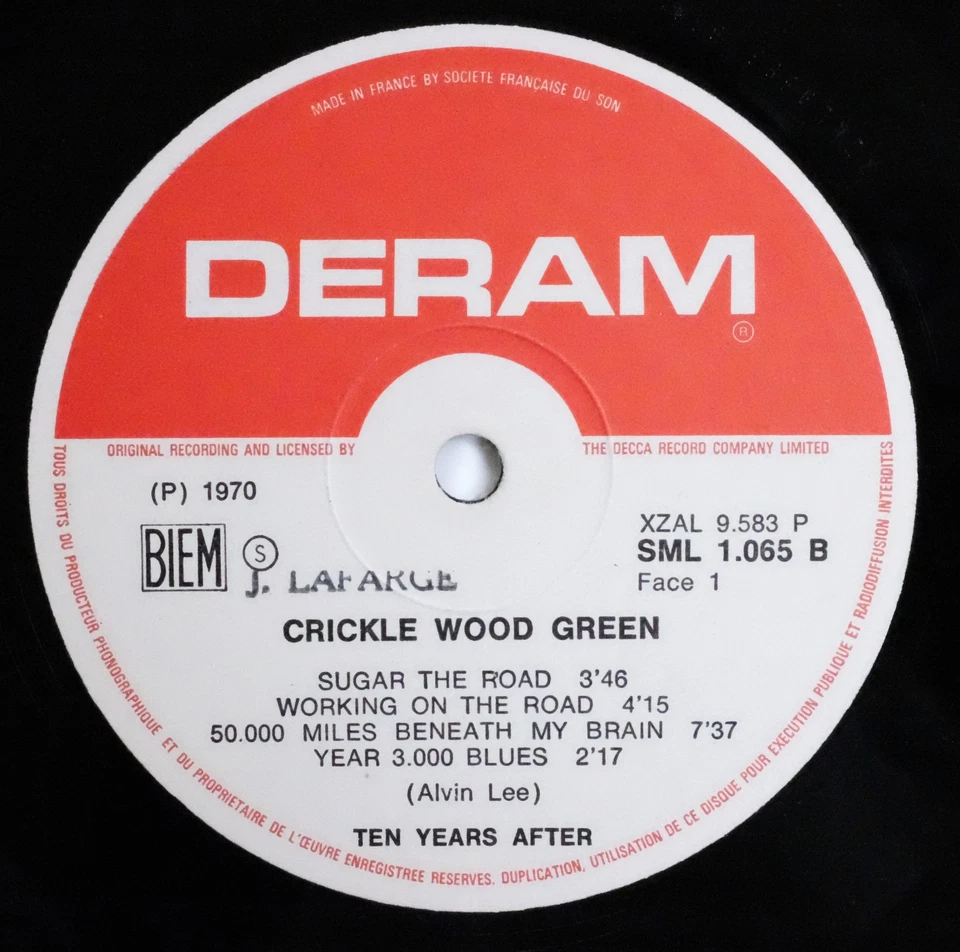 MADE IN FRANCE BY SOCIETE FRANÇAISE DU SON
DERAM
®
ORIGINAL RECORDING AND LICENSED BY THE DECCA RECORD COMPANY LIMITED
(P) 1970
XZAL 9.583 P
BIEM S
SML 1.065 B
J. LAFARGE
Face 1
CRICKLE WOOD GREEN
SUGAR THE ROAD 3'46
WORKING ON THE ROAD 4'15
50.000 MILES BENEATH MY BRAIN 7'37
YEAR 3.000 BLUES 2'17
(Alvin Lee)
TEN YEARS AFTER
TOUS DROITS DU PRODUCTEUR PHONOGRAPHIQUE ET DU PROPRIETAIRE DE L'ŒUVRE ENREGISTREE RESERVES. DUPLICATION, UTILISATION DE CE DISQUE POUR EXECUTION PUBLIQUE ET RADIODIFFUSION INTERDITES